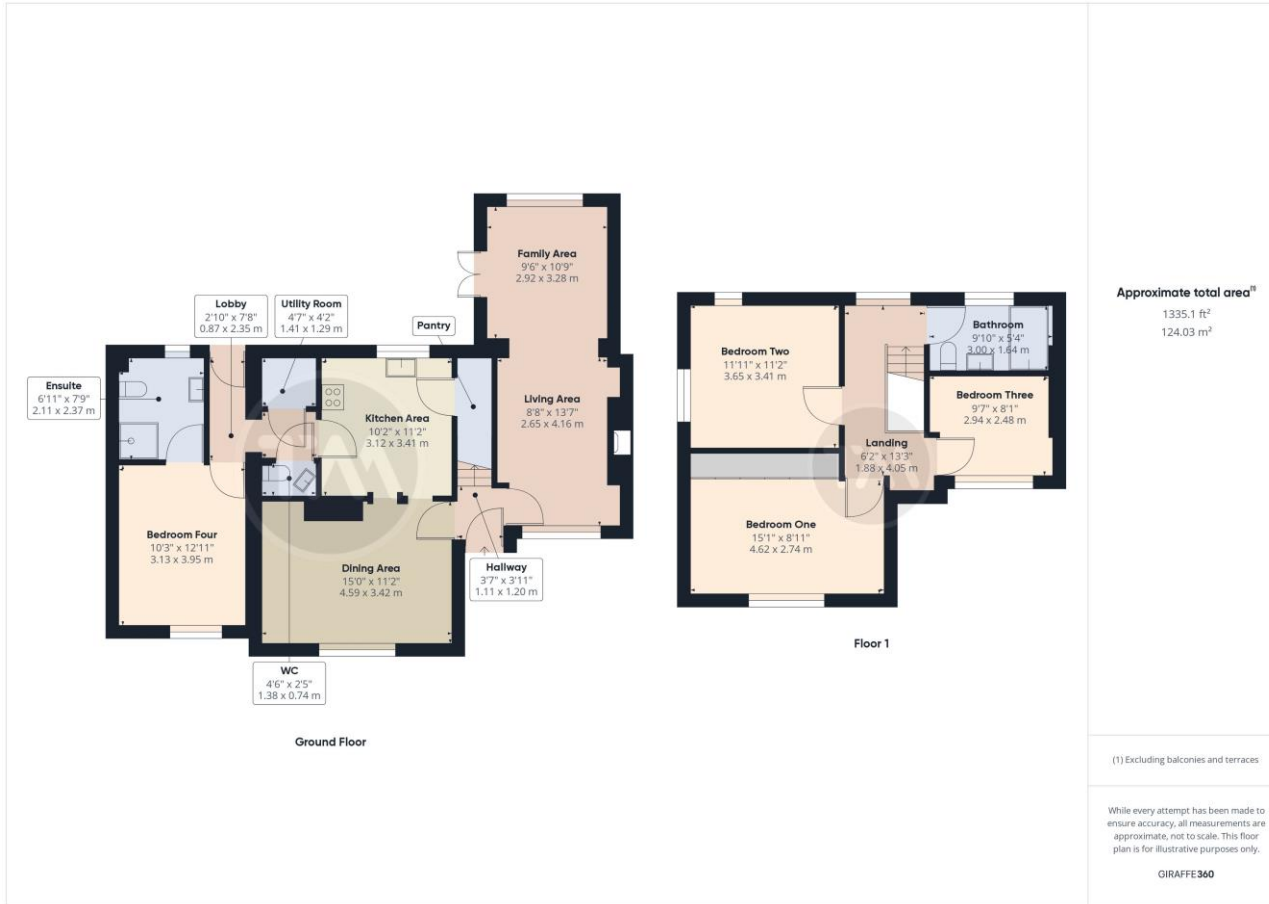 Family Area
9'6" x 10'9"
2.92 x 3.28 m
Lobby
2'10" x 7'8"
0.87 x 2.35 m
Utility Room
4'7" x 4'2"
1.41 x 1.29 m
Pantry
Ensuite
6'11" x 7'9"
2.11 x 2.37 m
Kitchen Area
10'2" x 11'2"
3.12 x 3.41 m
Living Area
8'8" x 13'7"
2.65 x 4.16 m
Bedroom Four
10'3" x 12'11"
3.13 x 3.95 m
Dining Area
15'0" x 11'2"
4.59 x 3.42 m
Hallway
3'7" x 3'11"
1.11 x 1.20 m
WC
4'6" x 2'5"
1.38 x 0.74 m
Ground Floor
Bedroom Two
11'11" x 11'2"
3.65 x 3.41 m
Bathroom
9'10" x 5'4"
3.00 x 1.64 m
Bedroom Three
9'7" x 8'1"
2.94 x 2.48 m
Landing
6'2" x 13'3"
1.88 x 4.05 m
Bedroom One
15'1" x 8'11"
4.62 x 2.74 m
Floor 1
Approximate total area(1)
1335.1 ft²
124.03 m²
(1) Excluding balconies and terraces
While every attempt has been made to
ensure accuracy, all measurements are
approximate, not to scale. This floor
plan is for illustrative purposes only.
GIRAFFE360